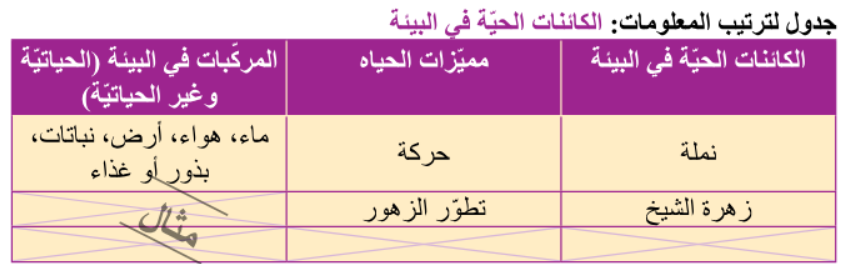 جدول لترتيب المعلومات: الكائنات الحيّة في البيئة
الكائنات الحيّة في البيئة
مميّزات الحياه
المركّبات في البيئة (الحياتيّة
وغير الحياتيّة)
نملة
حركة
ماء، هواء، أرض، نباتات،
بذور أو غذاء
زهرة الشيخ
تطوّر الزهور
مثال